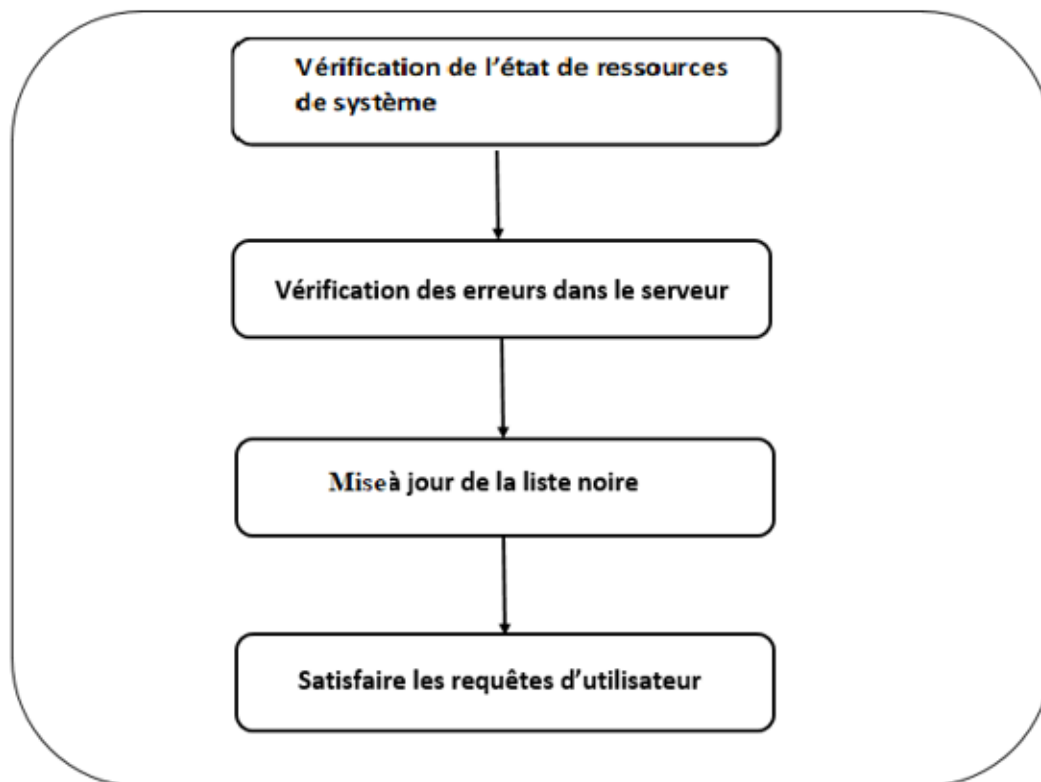 Vérification de l'état de ressources
de système
Vérification des erreurs dans le serveur
Mise à jour de la liste noire
Satisfaire les requêtes d'utilisateur